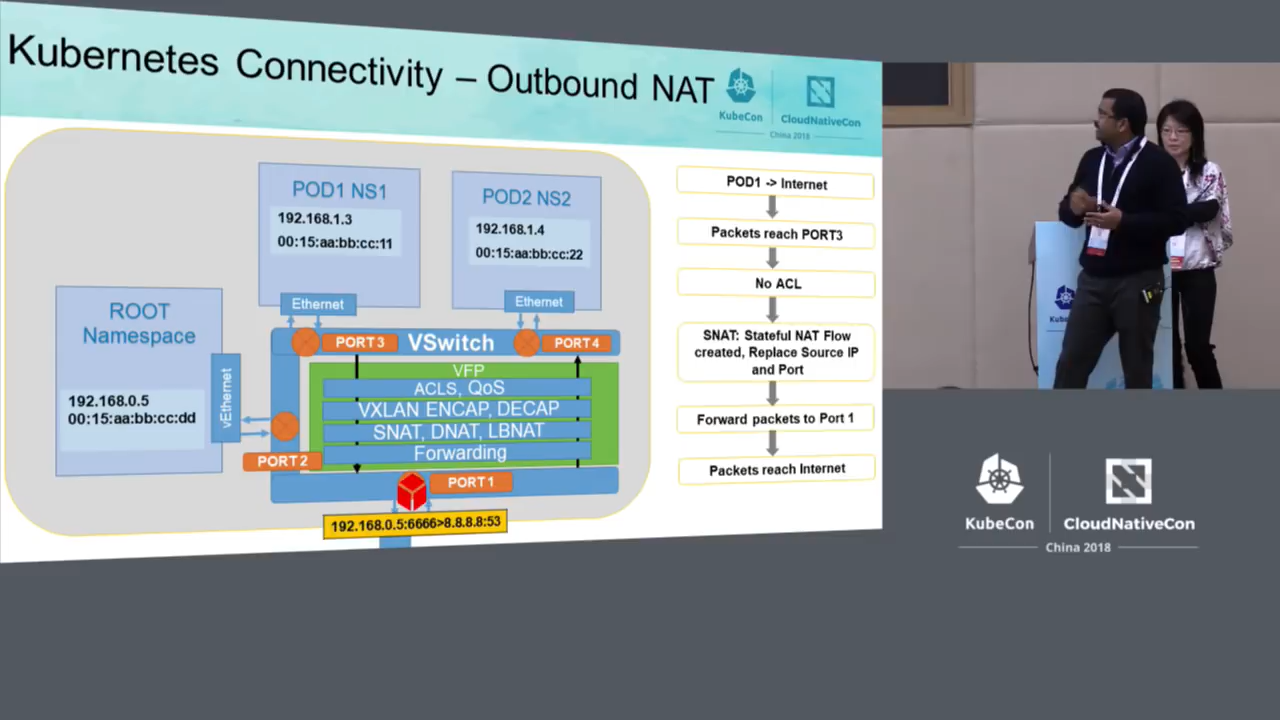 Kubernetes Connectivity – Outbound NAT
KubeCon
CloudNativeCon
China 2018
POD1 NS1
192.168.1.3
00:15:aa:bb:cc:11
POD2 NS2
192.168.1.4
00:15:aa:bb:cc:22
ROOT
Namespace
192.168.0.5
00:15:aa:bb:cc:dd
vEthernet
Ethernet
Ethernet
PORT3
VSwitch
PORT4
VFP
ACLS, QoS
VXLAN ENCAP, DECAP
SNAT, DNAT, LBNAT
Forwarding
PORT2
PORT1
192.168.0.5:6666>8.8.8.8:53
POD1 -> Internet
Packets reach PORT3
No ACL
SNAT: Stateful NAT Flow
created, Replace Source IP
and Port
Forward packets to Port 1
Packets reach Internet
KubeCon
CloudNativeCon
China 2018